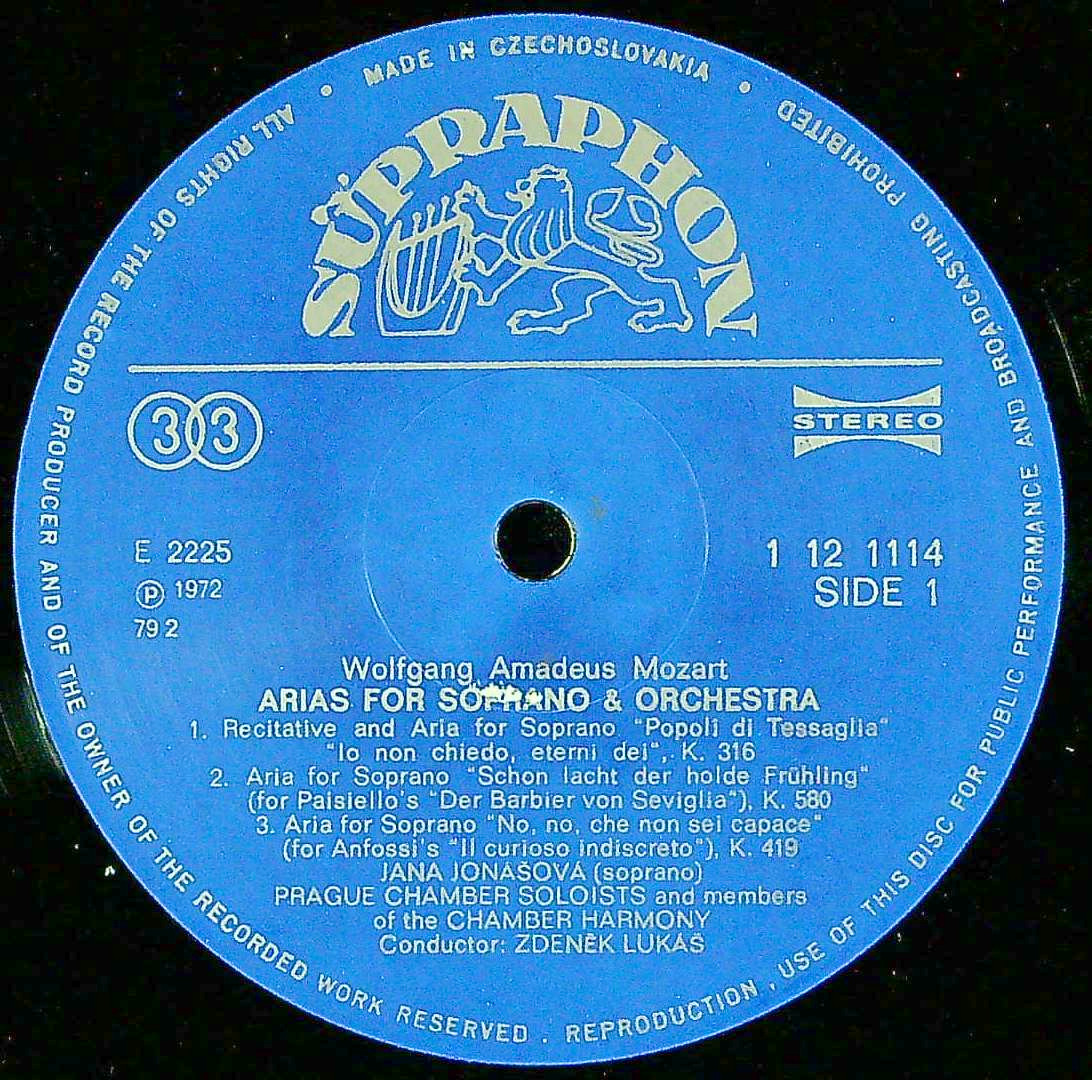 ALL RIGHTS OF THE RECORD PRODUCER AND OF THE OWNER OF THE RECORDED WORK RESERVED . REPRODUCTION , USE OF THIS DISC FOR PUBLIC PERFORMANCE AND BROADCASTING PROHIBITED
• MADE IN CZECHOSLOVAKIA •
SUPRAPHON
33
STEREO
E 2225
℗ 1972
79 2
1 12 1114
SIDE 1
Wolfgang Amadeus Mozart
ARIAS FOR SOPRANO & ORCHESTRA
1. Recitative and Aria for Soprano "Popoli di Tessaglia"
"Io non chiedo, eterni dei", K. 316
2. Aria for Soprano "Schon lacht der holde Frühling"
(for Paisiello's "Der Barbier von Seviglia"), K. 580
3. Aria for Soprano "No, no, che non sei capace"
(for Anfossi's "Il curioso indiscreto"), K. 419
JANA JONÁŠOVÁ (soprano)
PRAGUE CHAMBER SOLOISTS and members
of the CHAMBER HARMONY
Conductor: ZDENĚK LUKÁŠ